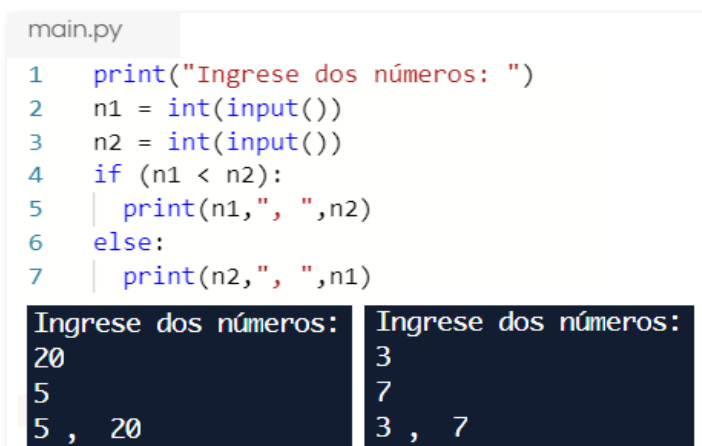 main.py
1 print("Ingrese dos números: ")
2 n1 = int(input())
3 n2 = int(input())
4 if (n1 < n2):
5   print(n1,", ",n2)
6 else:
7   print(n2,", ",n1)
Ingrese dos números:
20
5
5 ,  20
Ingrese dos números:
3
7
3 ,  7